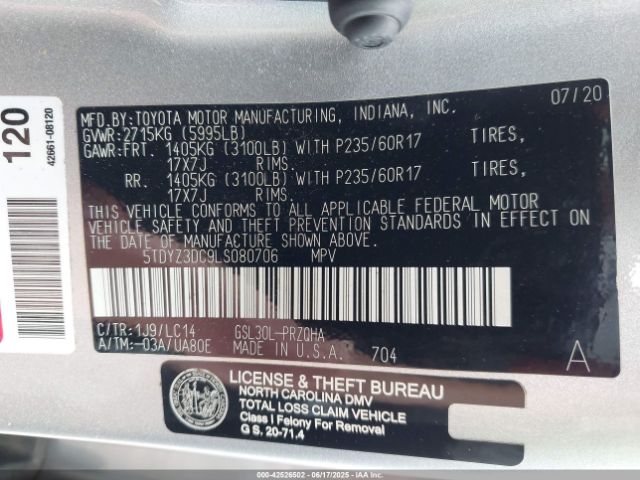 120
42661-08120
MFD.BY:TOYOTA MOTOR MANUFACTURING, INDIANA, INC. 07/20
GVWR:2715KG (5995LB)
GAWR:FRT. 1405KG (3100LB) WITH P235/60R17 TIRES,
17X7J RIMS.
RR. 1405KG (3100LB) WITH P235/60R17 TIRES,
17X7J RIMS.
THIS VEHICLE CONFORMS TO ALL APPLICABLE FEDERAL MOTOR
VEHICLE SAFETY AND THEFT PREVENTION STANDARDS IN EFFECT ON
THE DATE OF MANUFACTURE SHOWN ABOVE.
5TDYZ3DC9LS080706 MPV
C/TR:1J9/LC14 GSL30L-PRZQHA
A/TM:-03A/UA80E MADE IN U.S.A. 704 A
LICENSE & THEFT BUREAU
NORTH CAROLINA DMV
TOTAL LOSS CLAIM VEHICLE
Class I Felony For Removal
G S. 20-71.4
000-42526502 - 06/17/2025 -